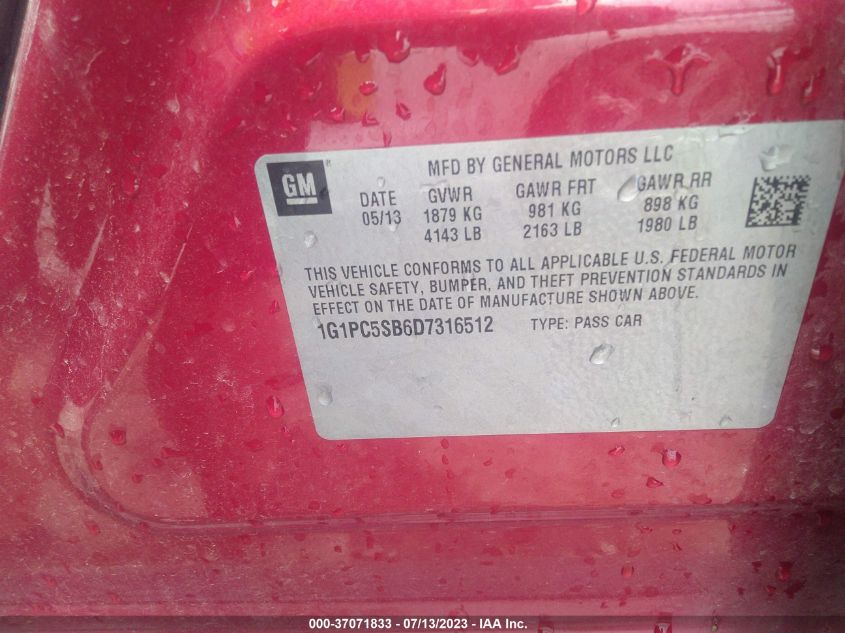 GM ®
MFD BY GENERAL MOTORS LLC
DATE GVWR GAWR FRT GAWR RR
05/13 1879 KG 981 KG 898 KG
4143 LB 2163 LB 1980 LB
THIS VEHICLE CONFORMS TO ALL APPLICABLE U.S. FEDERAL MOTOR
VEHICLE SAFETY, BUMPER, AND THEFT PREVENTION STANDARDS IN
EFFECT ON THE DATE OF MANUFACTURE SHOWN ABOVE.
1G1PC5SB6D7316512 TYPE: PASS CAR
000-37071833 - 07/13/2023 - IAA Inc.